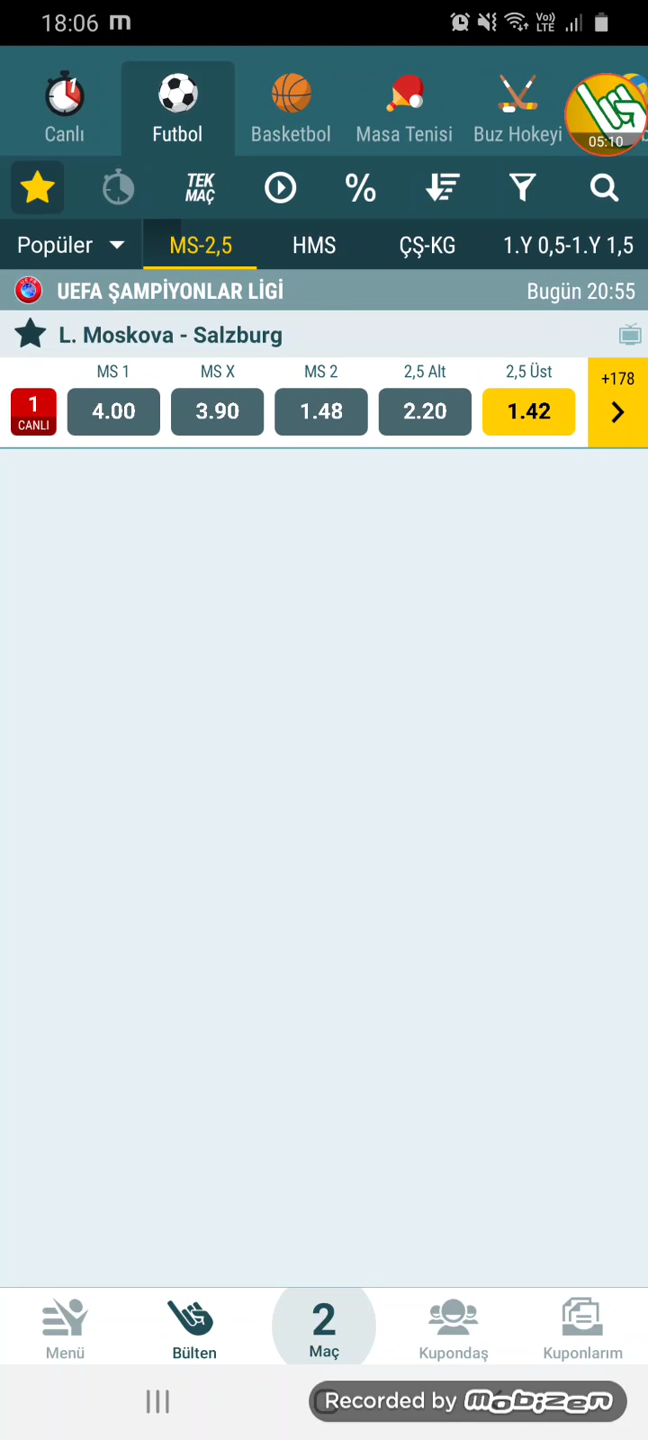 18:06 m
Vo)) LTE
Canlı Futbol Basketbol Masa Tenisi Buz Hokeyi
05:10
TEK MAÇ %
Popüler MS-2,5 HMS ÇŞ-KG 1.Y 0,5-1.Y 1,5
UEFA ŞAMPİYONLAR LİGİ Bugün 20:55
L. Moskova - Salzburg
MS 1 MS X MS 2 2,5 Alt 2,5 Üst +178
1 CANLI 4.00 3.90 1.48 2.20 1.42
2
Menü Bülten Maç Kupondaş Kuponlarım
Recorded by mobizen